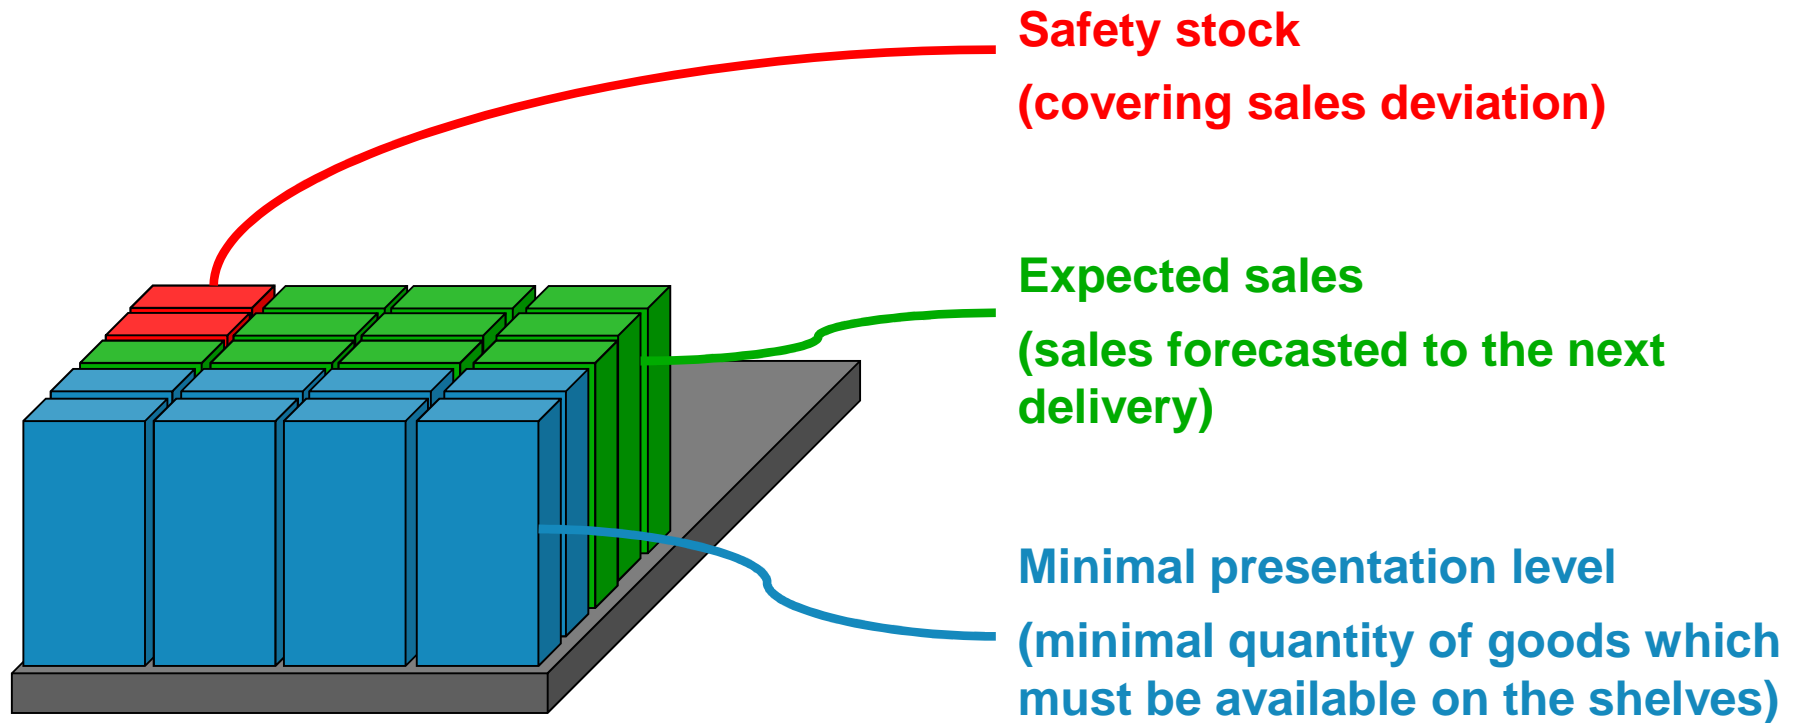 Safety stock
(covering sales deviation)
Expected sales
(sales forecasted to the next
delivery)
Minimal presentation level
(minimal quantity of goods which
must be available on the shelves)